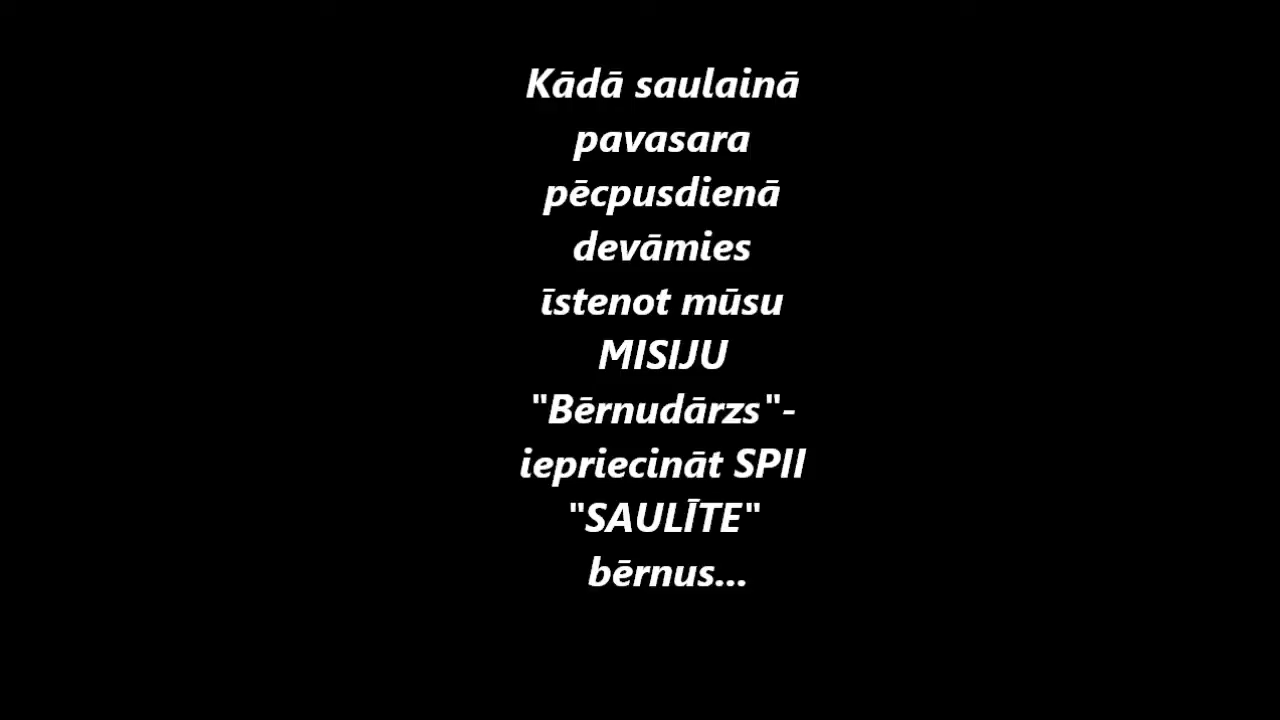 Kādā saulainā
pavasara
pēcpusdienā
devāmies
īstenot mūsu
MISIJU
"Bērnudārzs"-
iepriecināt SPII
"SAULĪTE"
bērnus...